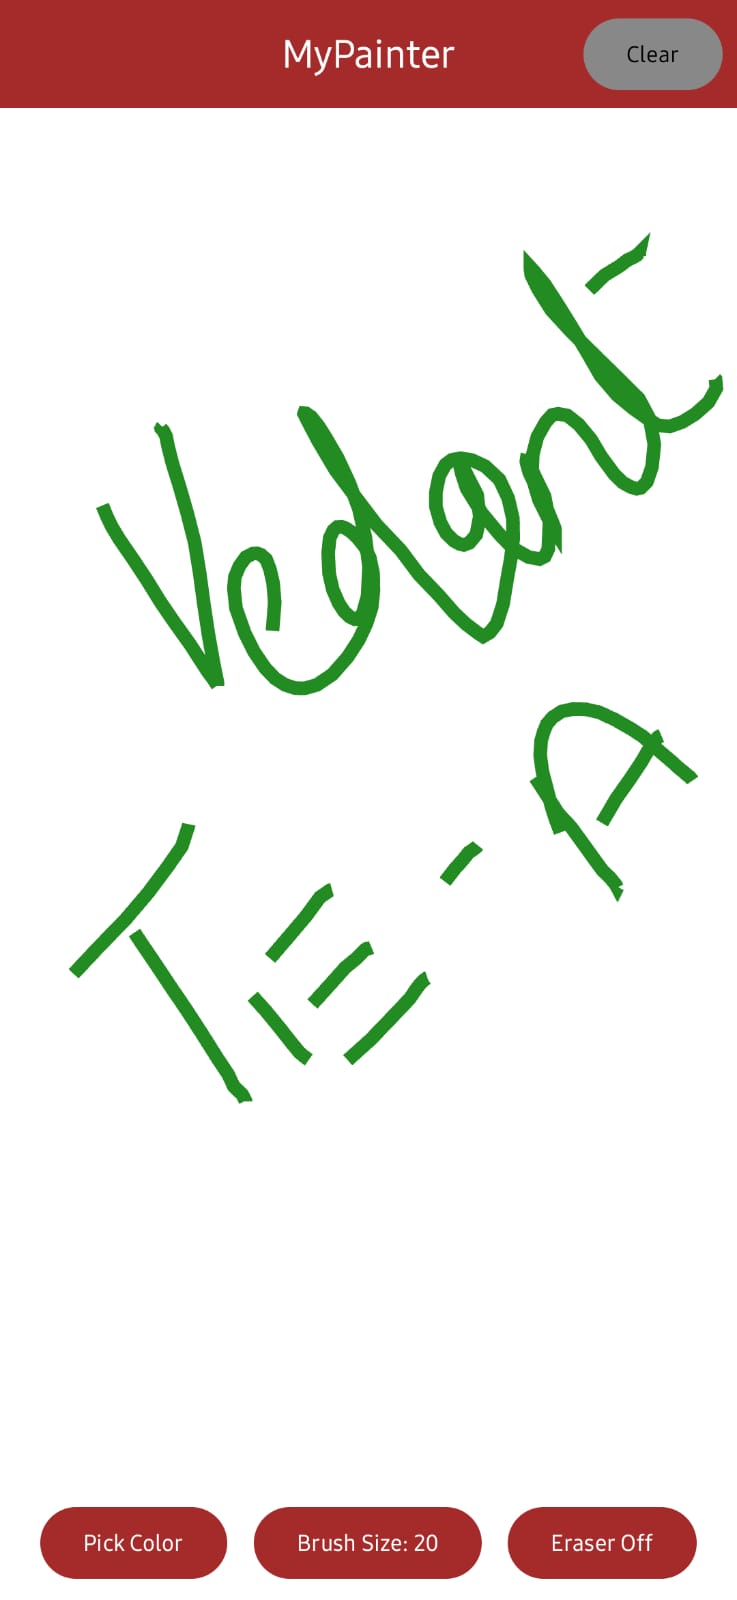 MyPainter
Clear
Vedant
TE - A
Pick Color
Brush Size: 20
Eraser Off